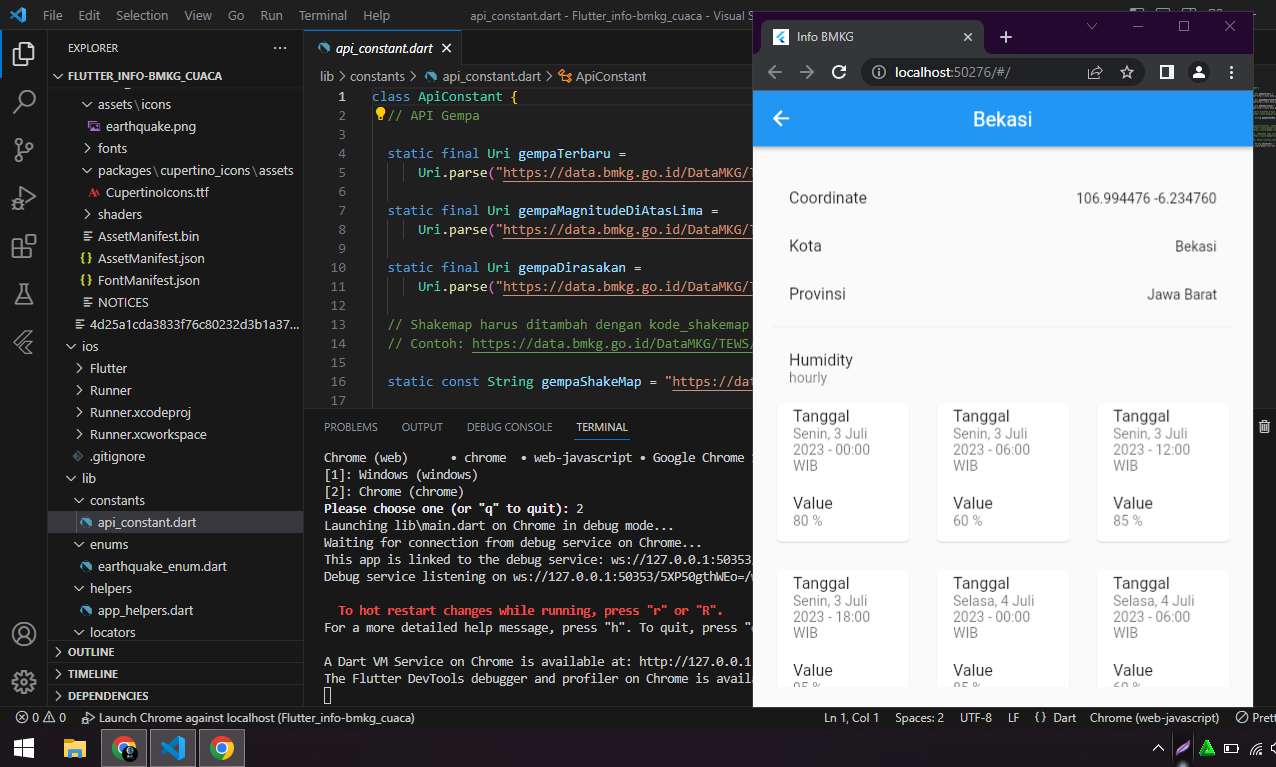 File Edit Selection View Go Run Terminal Help
api_constant.dart - Flutter_info-bmkg_cuaca - Visual
EXPLORER
FLUTTER_INFO-BMKG_CUACA
assets\icons
earthquake.png
fonts
packages\cupertino_icons\assets
CupertinoIcons.ttf
shaders
AssetManifest.bin
AssetManifest.json
FontManifest.json
NOTICES
4d25a1cda3833f76c80232d3b1a37...
ios
Flutter
Runner
Runner.xcodeproj
Runner.xcworkspace
.gitignore
lib
constants
api_constant.dart
enums
earthquake_enum.dart
helpers
app_helpers.dart
locators
OUTLINE
TIMELINE
DEPENDENCIES
api_constant.dart
lib > constants > api_constant.dart > ApiConstant
1 class ApiConstant {
2 // API Gempa
3
4 static final Uri gempaTerbaru =
5 Uri.parse("https://data.bmkg.go.id/DataMKG/
6
7 static final Uri gempaMagnitudeDiAtasLima =
8 Uri.parse("https://data.bmkg.go.id/DataMKG/
9
10 static final Uri gempaDirasakan =
11 Uri.parse("https://data.bmkg.go.id/DataMKG/
12
13 // Shakemap harus ditambah dengan kode_shakemap
14 // Contoh: https://data.bmkg.go.id/DataMKG/TEWS/
15
16 static const String gempaShakeMap = "https://dat
17
PROBLEMS OUTPUT DEBUG CONSOLE TERMINAL
Chrome (web) • chrome • web-javascript • Google Chrome
[1]: Windows (windows)
[2]: Chrome (chrome)
Please choose one (or "q" to quit): 2
Launching lib\main.dart on Chrome in debug mode...
Waiting for connection from debug service on Chrome...
This app is linked to the debug service: ws://127.0.0.1:50353/
Debug service listening on ws://127.0.0.1:50353/5XP50gthWEo=/
To hot restart changes while running, press "r" or "R".
For a more detailed help message, press "h". To quit, press "
A Dart VM Service on Chrome is available at: http://127.0.0.1
The Flutter DevTools debugger and profiler on Chrome is avail
0 0 Launch Chrome against localhost (Flutter_info-bmkg_cuaca)
Ln 1, Col 1 Spaces: 2 UTF-8 LF {} Dart Chrome (web-javascript) Prett
Info BMKG
localhost:50276/#/
Bekasi
Coordinate 106.994476 -6.234760
Kota Bekasi
Provinsi Jawa Barat
Humidity
hourly
Tanggal
Senin, 3 Juli
2023 - 00:00
WIB
Value
80 %
Tanggal
Senin, 3 Juli
2023 - 06:00
WIB
Value
60 %
Tanggal
Senin, 3 Juli
2023 - 12:00
WIB
Value
85 %
Tanggal
Senin, 3 Juli
2023 - 18:00
WIB
Value
95 %
Tanggal
Selasa, 4 Juli
2023 - 00:00
WIB
Value
85 %
Tanggal
Selasa, 4 Juli
2023 - 06:00
WIB
Value
60 %